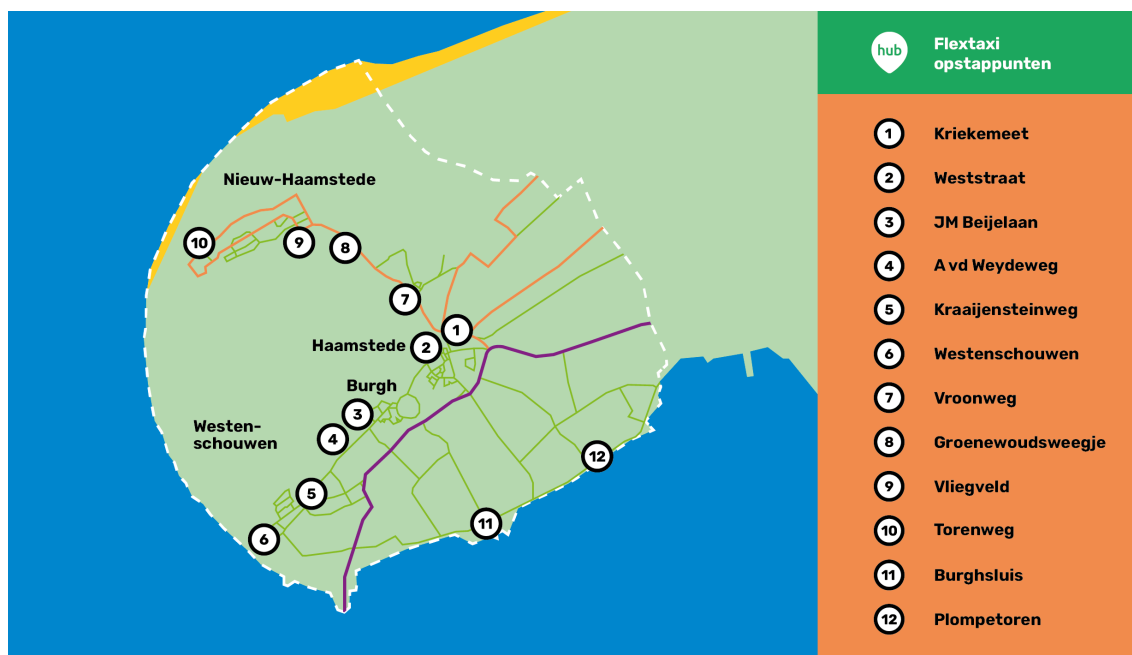 Nieuw-Haamstede
10
9
8
7
1
Haamstede
2
Burgh
3
Westen-
schouwen
4
12
5
11
6
hub
Flextaxi
opstappunten
1 Kriekemeet
2 Weststraat
3 JM Beijelaan
4 A vd Weydeweg
5 Kraaijensteinweg
6 Westenschouwen
7 Vroonweg
8 Groenewoudsweegje
9 Vliegveld
10 Torenweg
11 Burghsluis
12 Plompetoren